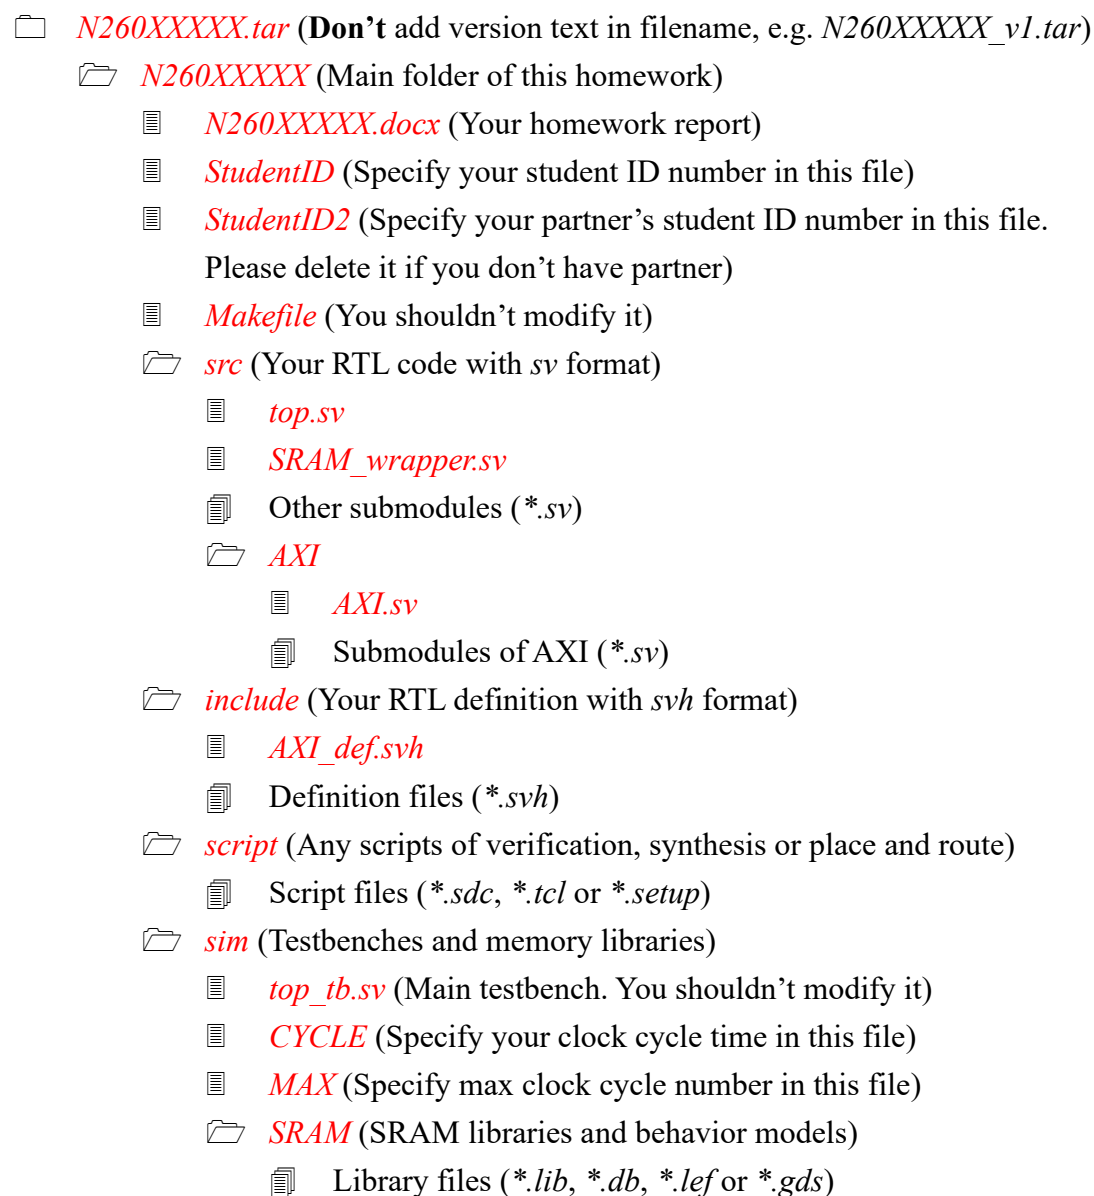 N260XXXXX.tar (Don’t add version text in filename, e.g. N260XXXXX_v1.tar)
N260XXXXX (Main folder of this homework)
N260XXXXX.docx (Your homework report)
StudentID (Specify your student ID number in this file)
StudentID2 (Specify your partner’s student ID number in this file.
Please delete it if you don’t have partner)
Makefile (You shouldn’t modify it)
src (Your RTL code with sv format)
top.sv
SRAM_wrapper.sv
Other submodules (*.sv)
AXI
AXI.sv
Submodules of AXI (*.sv)
include (Your RTL definition with svh format)
AXI_def.svh
Definition files (*.svh)
script (Any scripts of verification, synthesis or place and route)
Script files (*.sdc, *.tcl or *.setup)
sim (Testbenches and memory libraries)
top_tb.sv (Main testbench. You shouldn’t modify it)
CYCLE (Specify your clock cycle time in this file)
MAX (Specify max clock cycle number in this file)
SRAM (SRAM libraries and behavior models)
Library files (*.lib, *.db, *.lef or *.gds)